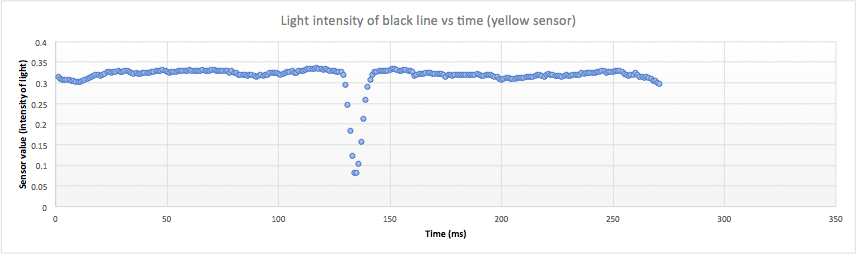 Light intensity of black line vs time (yellow sensor)
Sensor value (intensity of light)
0.4
0.35
0.3
0.25
0.2
0.15
0.1
0.05
0
0 50 100 150 200 250 300 350
Time (ms)